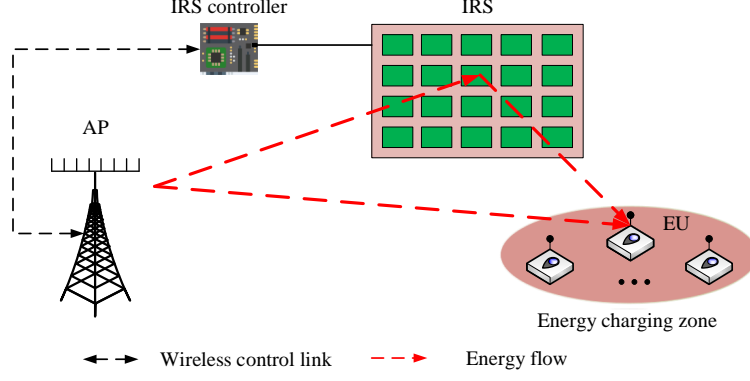 IRS controller
IRS
AP
EU
Energy charging zone
Wireless control link
Energy flow